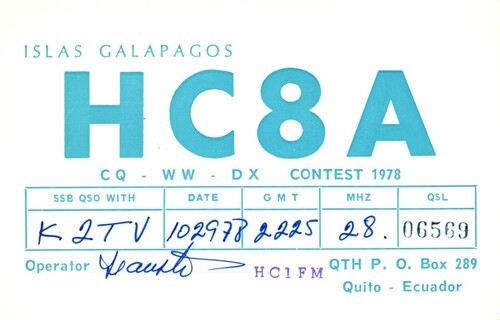 ISLAS GALAPAGOS
HC8A
CQ - WW - DX CONTEST 1978
SSB QSO WITH DATE GMT MHZ QSL
K2TV 102978 2225 28. 06569
Operator HC1FM QTH P. O. Box 289
Quito - Ecuador